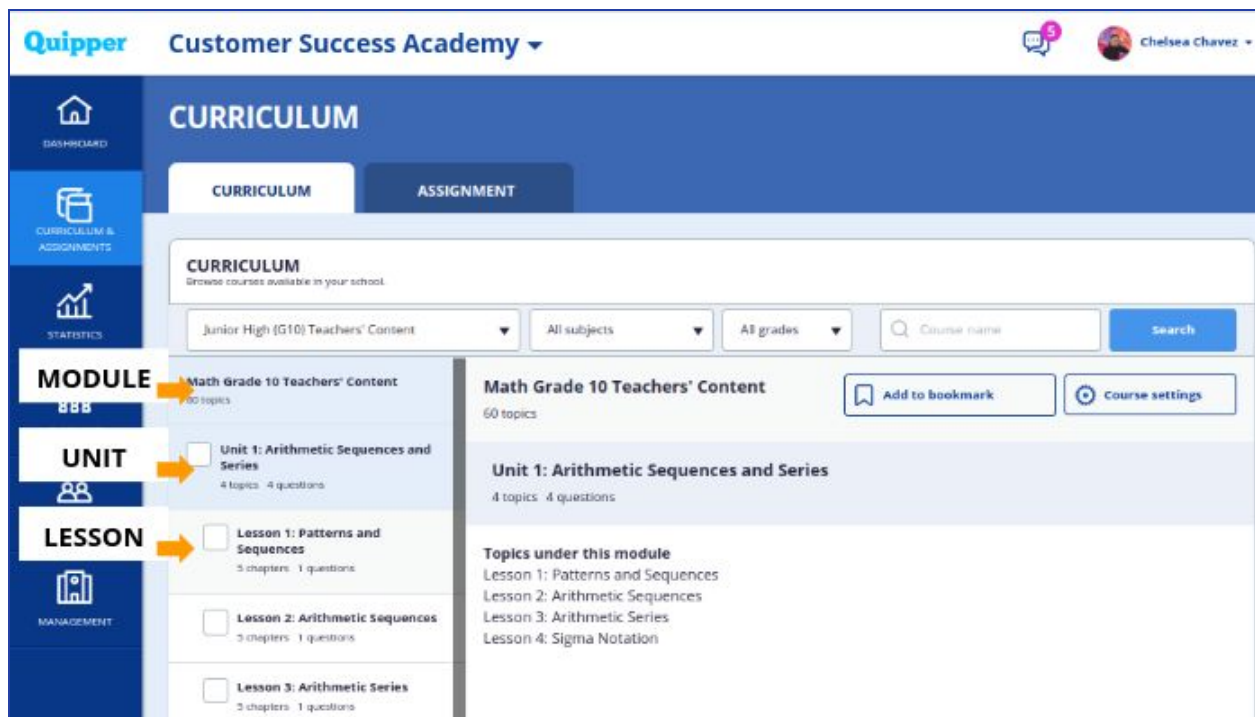 Quipper
Customer Success Academy
5
Chelsea Chavez
DASHBOARD
CURRICULUM &
ASSIGNMENTS
STATISTICS
MODULE
UNIT
LESSON
MANAGEMENT
CURRICULUM
CURRICULUM ASSIGNMENT
CURRICULUM
Browse courses available in your school.
Junior High (G10) Teachers' Content All subjects All grades Course name Search
Math Grade 10 Teachers' Content
60 topics
Unit 1: Arithmetic Sequences and
Series
4 topics 4 questions
Lesson 1: Patterns and
Sequences
5 chapters 1 questions
Lesson 2: Arithmetic Sequences
5 chapters 1 questions
Lesson 3: Arithmetic Series
5 chapters 1 questions
Math Grade 10 Teachers' Content
60 topics
Add to bookmark
Course settings
Unit 1: Arithmetic Sequences and Series
4 topics 4 questions
Topics under this module
Lesson 1: Patterns and Sequences
Lesson 2: Arithmetic Sequences
Lesson 3: Arithmetic Series
Lesson 4: Sigma Notation